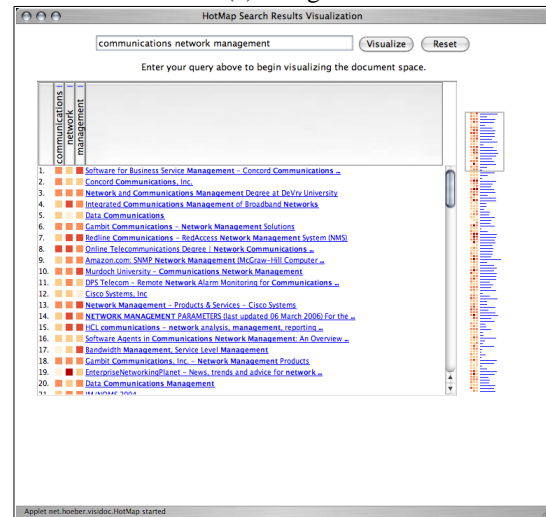 HotMap Search Results Visualization
communications network management
Visualize
Reset
Enter your query above to begin visualizing the document space.
communications
network
management
1. Software for Business Service Management – Concord Communications ...
2. Concord Communications, Inc.
3. Network and Communications Management Degree at DeVry University
4. Integrated Communications Management of Broadband Networks
5. Data Communications
6. Gambit Communications – Network Management Solutions
7. Redline Communications – RedAccess Network Management System (NMS)
8. Online Telecommunications Degree | Network Communications ...
9. Amazon.com: SNMP Network Management (McGraw-Hill Computer ...
10. Murdoch University – Communications Network Management
11. DPS Telecom – Remote Network Alarm Monitoring for Communications ...
12. Cisco Systems, Inc
13. Network Management – Products & Services – Cisco Systems
14. NETWORK MANAGEMENT PARAMETERS (last updated 06 March 2006) For the ...
15. HCL communications – network analysis, management, reporting ...
16. Software Agents in Communications Network Management: An Overview ...
17. Bandwidth Management, Service Level Management
18. Gambit Communications, Inc. – Network Management Products
19. EnterpriseNetworkingPlanet – News, trends and advice for network ...
20. Data Communications Management
Applet net.hoeber.visidoc.HotMap started